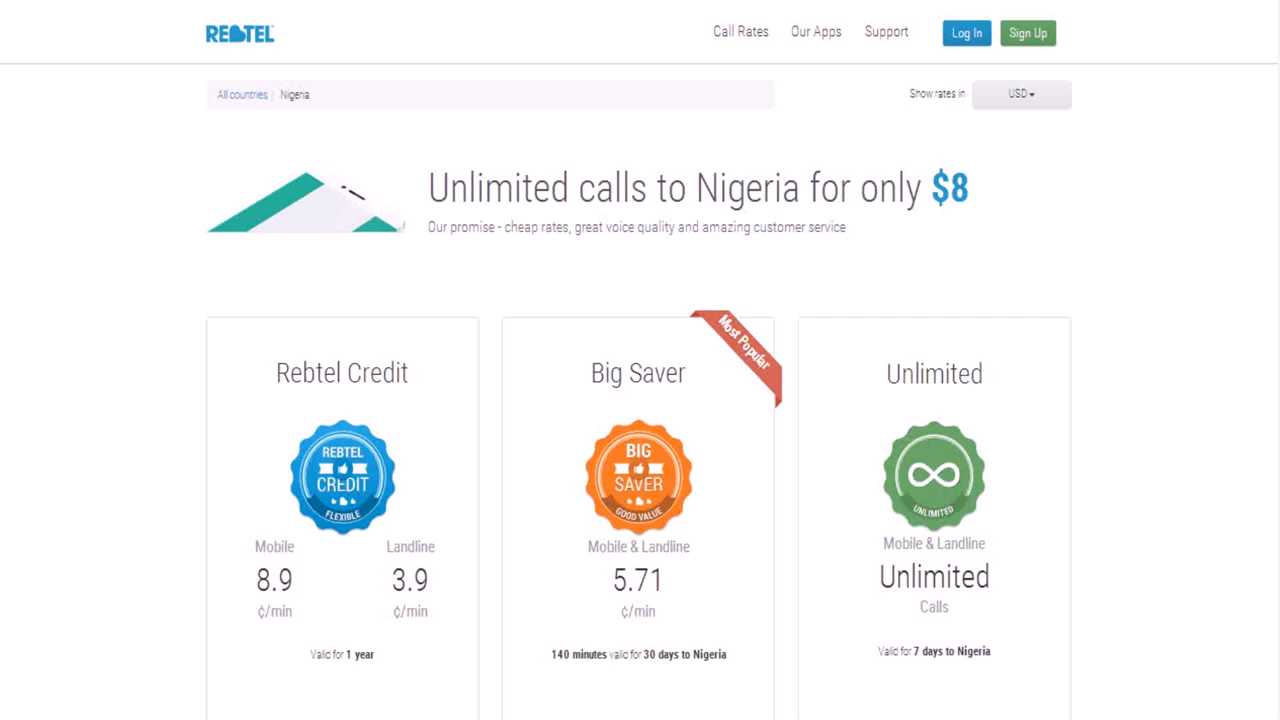 REBTEL
Call Rates Our Apps Support Log In Sign Up
All countries / Nigeria Show rates in USD
Unlimited calls to Nigeria for only $8
Our promise - cheap rates, great voice quality and amazing customer service
Most Popular
Rebtel Credit Big Saver Unlimited
REBTEL CREDIT FLEXIBLE
BIG SAVER GOOD VALUE
UNLIMITED
Mobile Landline Mobile & Landline Mobile & Landline
8.9 3.9 5.71 Unlimited
¢/min ¢/min ¢/min Calls
Valid for 1 year 140 minutes valid for 30 days to Nigeria Valid for 7 days to Nigeria